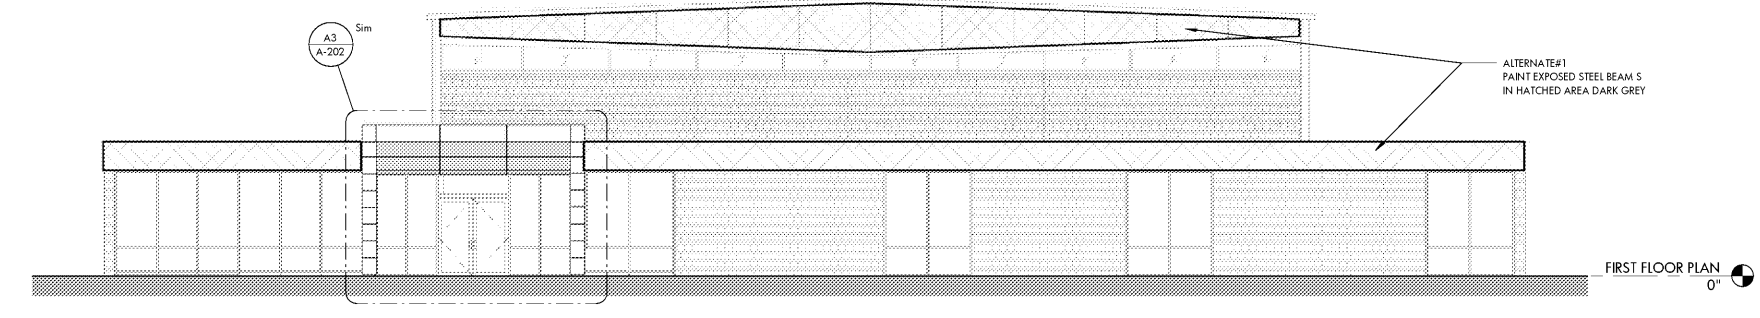 A3
A-202
Sim
ALTERNATE#1
PAINT EXPOSED STEEL BEAM S
IN HATCHED AREA DARK GREY
FIRST FLOOR PLAN
0"